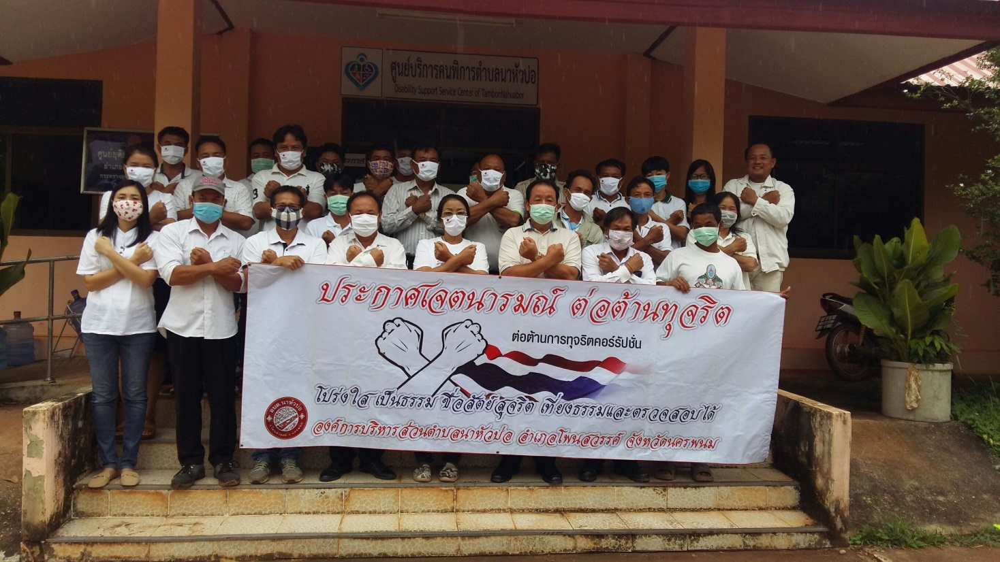 ศูนย์บริการคนพิการตำบลนาหัวบ่อ
Disability Support Service Center of TambonNahuabor
ประกาศเจตนารมณ์ ต่อต้านทุจริต
ต่อต้านการทุจริตคอร์รัปชั่น
โปร่งใส เป็นธรรม ซื่อสัตย์สุจริต เที่ยงธรรมและตรวจสอบได้
องค์การบริหารส่วนตำบลนาหัวบ่อ อำเภอโพนสวรรค์ จังหวัดนครพนม
อบต.นาหัวบ่อ